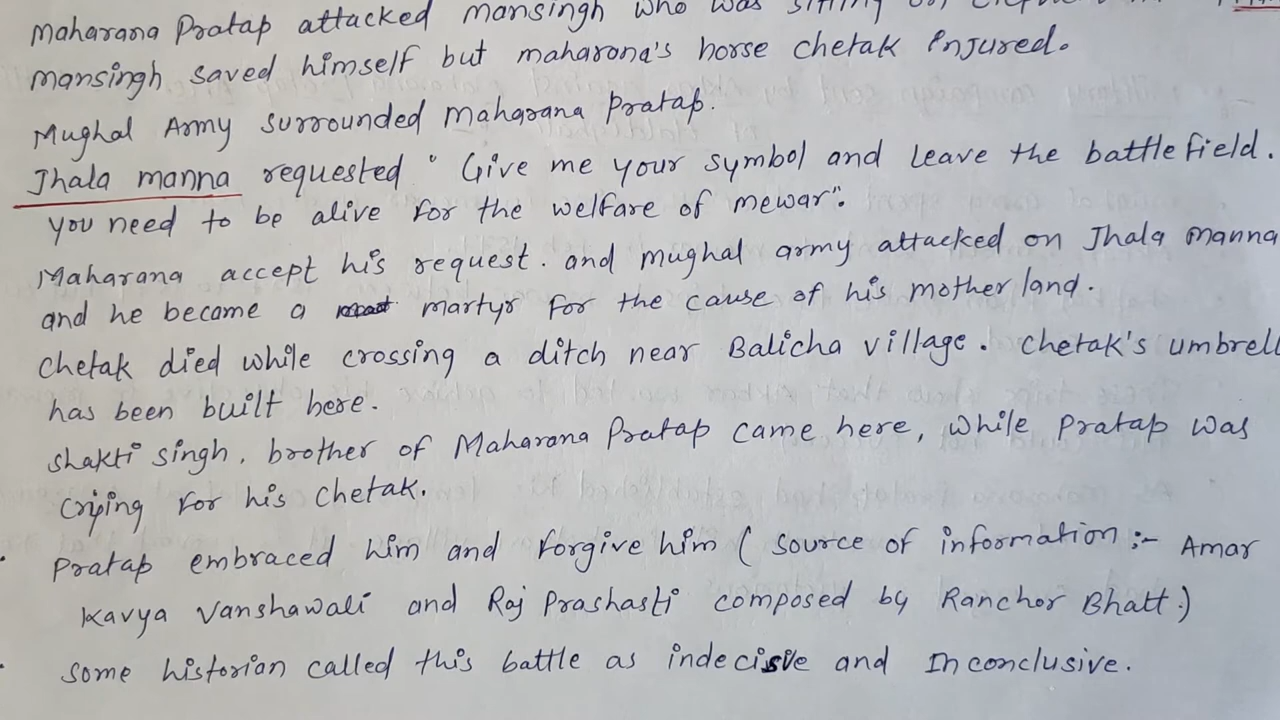 Maharana Pratap attacked mansingh who was sitting on
mansingh saved himself but maharana's horse chetak injured.
Mughal Army surrounded Maharana Pratap.
Jhala manna requested " Give me your symbol and leave the battlefield.
you need to be alive for the welfare of mewar".
Maharana accept his request. and mughal army attacked on Jhala manna
and he became a martyr for the cause of his mother land.
chetak died while crossing a ditch near Balicha village. chetak's umbrell
has been built here.
shakti singh, brother of Maharana Pratap came here, while Pratap was
criying for his chetak.
Pratap embraced him and forgive him ( source of information :- Amar
Kavya Vanshawali and Raj Prashasti composed by Ranchor Bhatt.)
some historian called this battle as indecisive and Inconclusive.